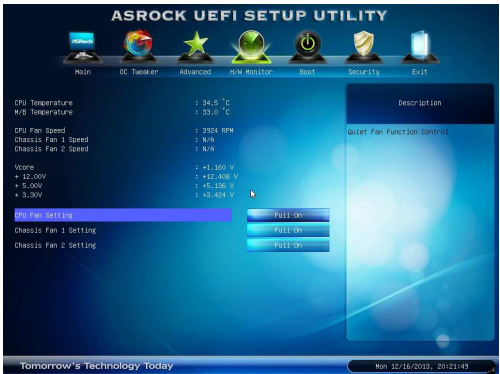 ASROCK UEFI SETUP UTILITY
ASRock
Main OC Tweaker Advanced H/W Monitor Boot Security Exit
CPU Temperature : 34.5 °C
M/B Temperature : 33.0 °C
CPU Fan Speed : 3924 RPM
Chassis Fan 1 Speed : N/A
Chassis Fan 2 Speed : N/A
Vcore : +1.160 V
+ 12.00V : +12.408 V
+ 5.00V : +5.136 V
+ 3.30V : +3.424 V
CPU Fan Setting Full On
Chassis Fan 1 Setting Full On
Chassis Fan 2 Setting Full On
Description
Quiet Fan Function Control
Tomorrow's Technology Today
Mon 12/16/2013, 20:21:49